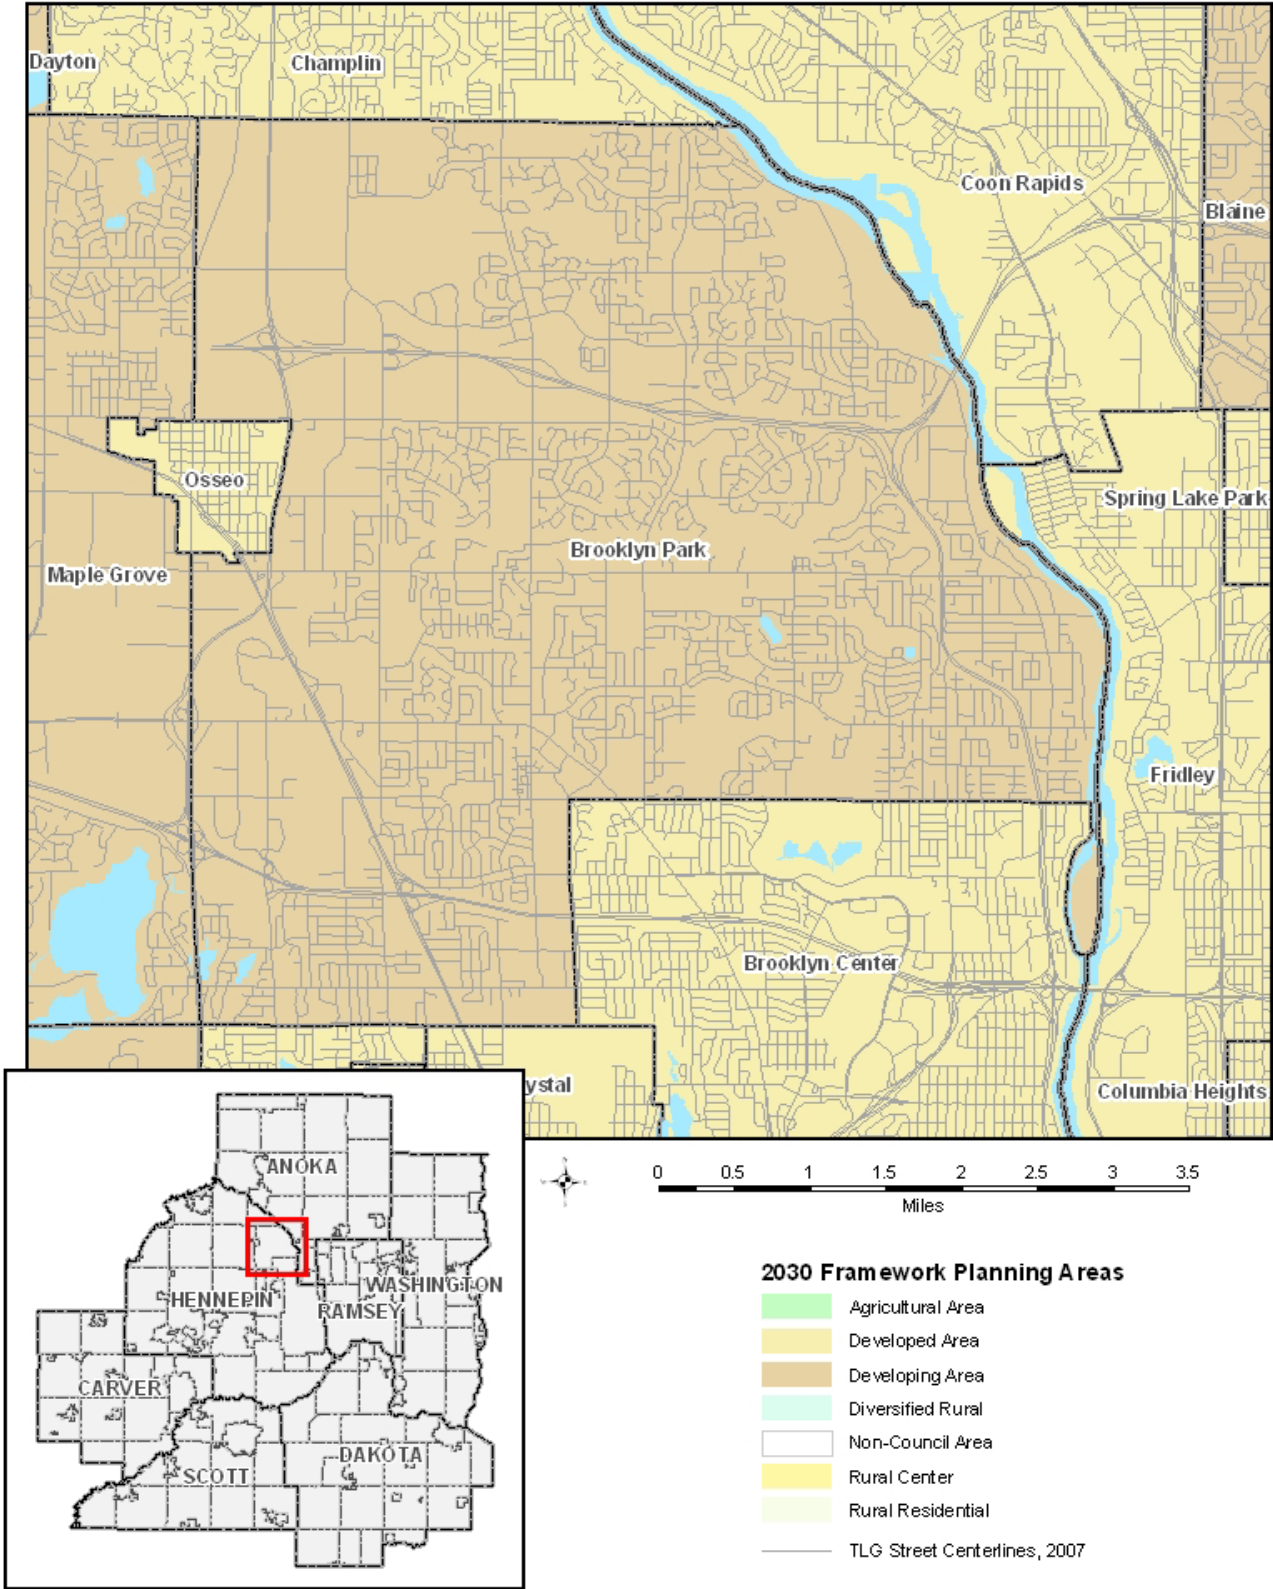 Dayton
Champlin
Coon Rapids
Blaine
Osseo
Spring Lake Park
Brooklyn Park
Maple Grove
Fridley
Brooklyn Center
ystal
Columbia Heights
ANOKA
WASHINGTON
HENNEPIN
RAMSEY
CARVER
DAKOTA
SCOTT
0 0.5 1 1.5 2 2.5 3 3.5
Miles
2030 Framework Planning Areas
Agricultural Area
Developed Area
Developing Area
Diversified Rural
Non-Council Area
Rural Center
Rural Residential
TLG Street Centerlines, 2007